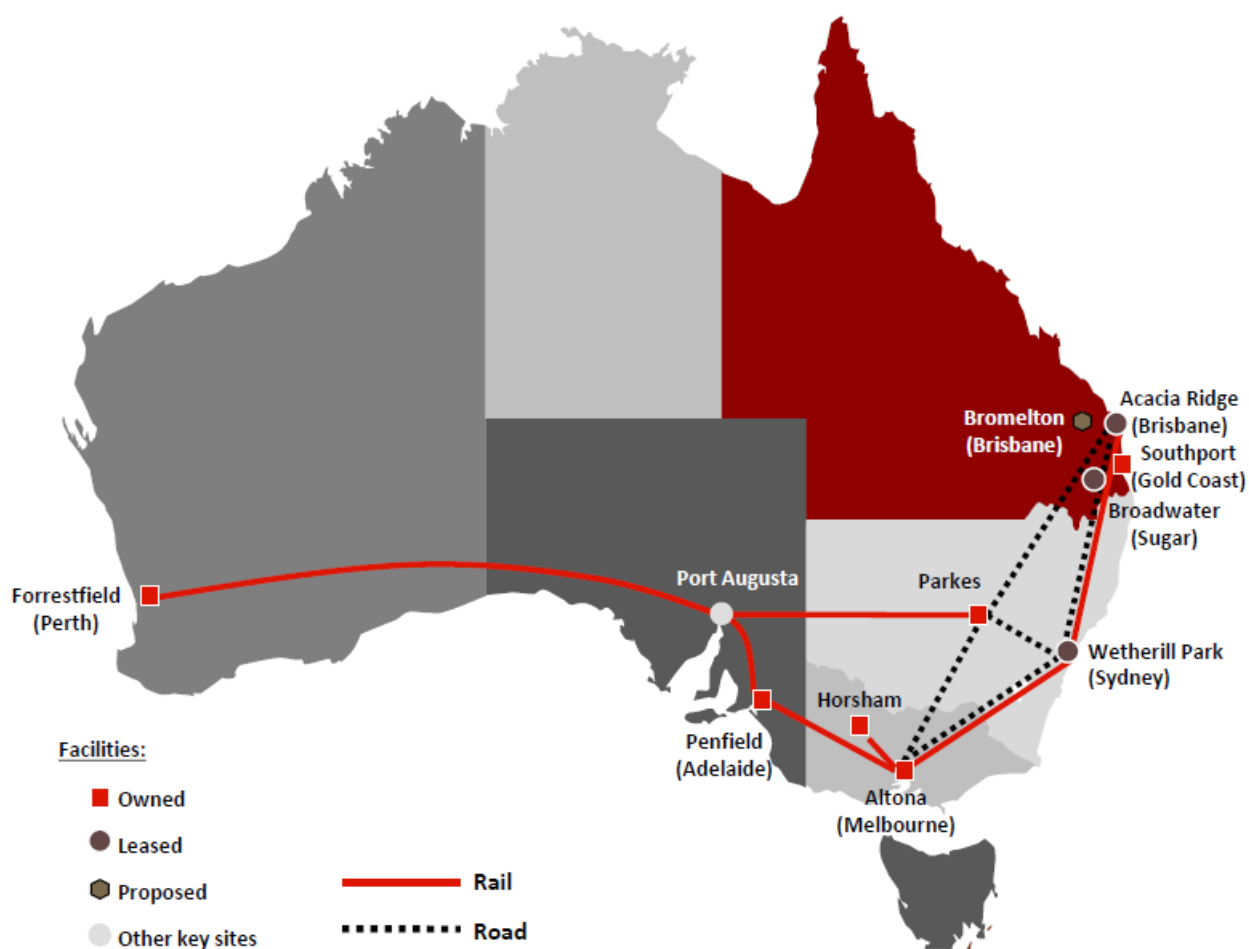 Acacia Ridge
(Brisbane)
Bromelton
(Brisbane)
Southport
(Gold Coast)
Broadwater
(Sugar)
Port Augusta
Parkes
Forrestfield
(Perth)
Wetherill Park
(Sydney)
Horsham
Penfield
(Adelaide)
Altona
(Melbourne)
Facilities:
Owned
Leased
Proposed
Other key sites
Rail
Road